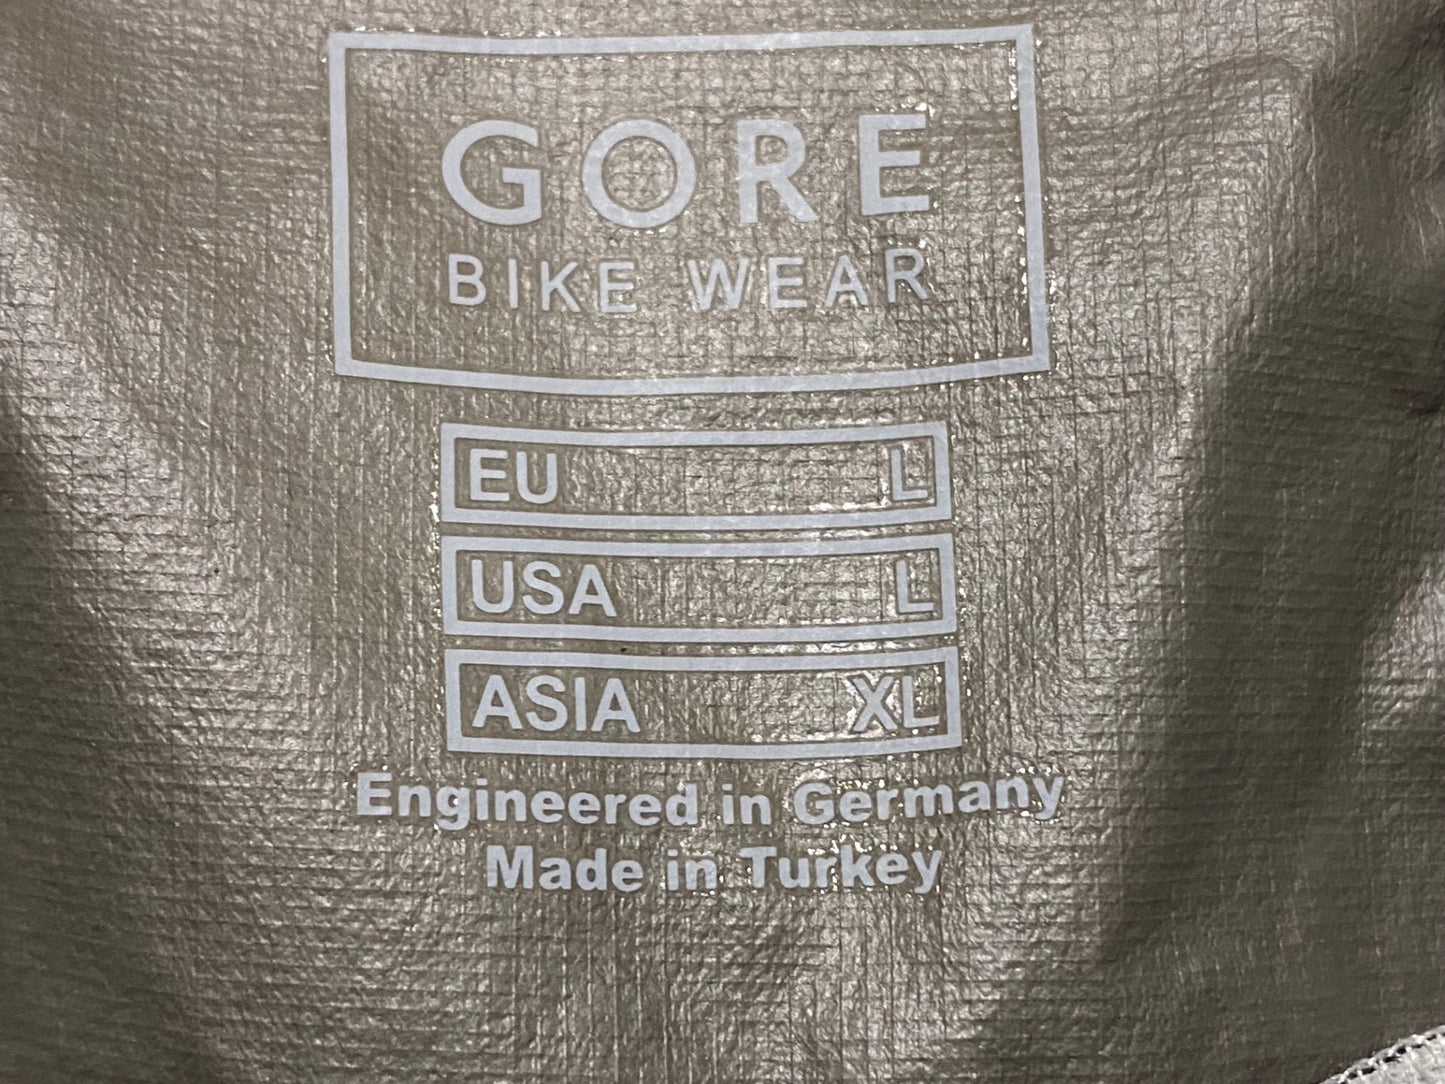 GORE
BIKE WEAR
EU L
USA L
ASIA XL
Engineered in Germany
Made in Turkey